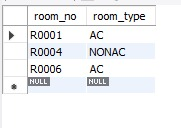 room_no room_type
R0001 AC
R0004 NONAC
R0006 AC
NULL NULL